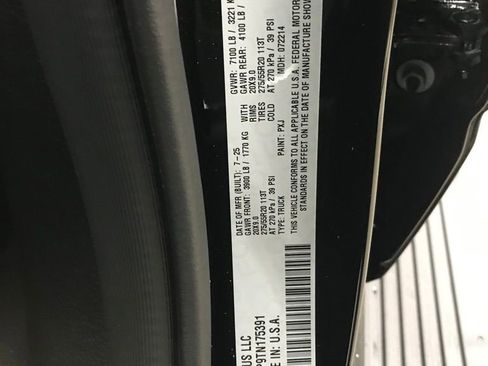 US LLC
DATE OF MFR (BUILT): 7-25 GVWR: 7100 LB / 3221
GAWR FRONT: 3900 LB / 1770 KG WITH GAWR REAR: 4100 LB /
20X9.0 RIMS 20X9.0
275/55R20 113T TIRES 275/55R20 113T
AT 270 kPa / 39 PSI COLD AT 270 kPa / 39 PSI
TYPE: TRUCK PAINT: PXJ MDH: 072214
THIS VEHICLE CONFORMS TO ALL APPLICABLE U.S.A. FEDERAL MOTOR
STANDARDS IN EFFECT ON THE DATE OF MANUFACTURE SHOW
9TN175391
IN U.S.A.